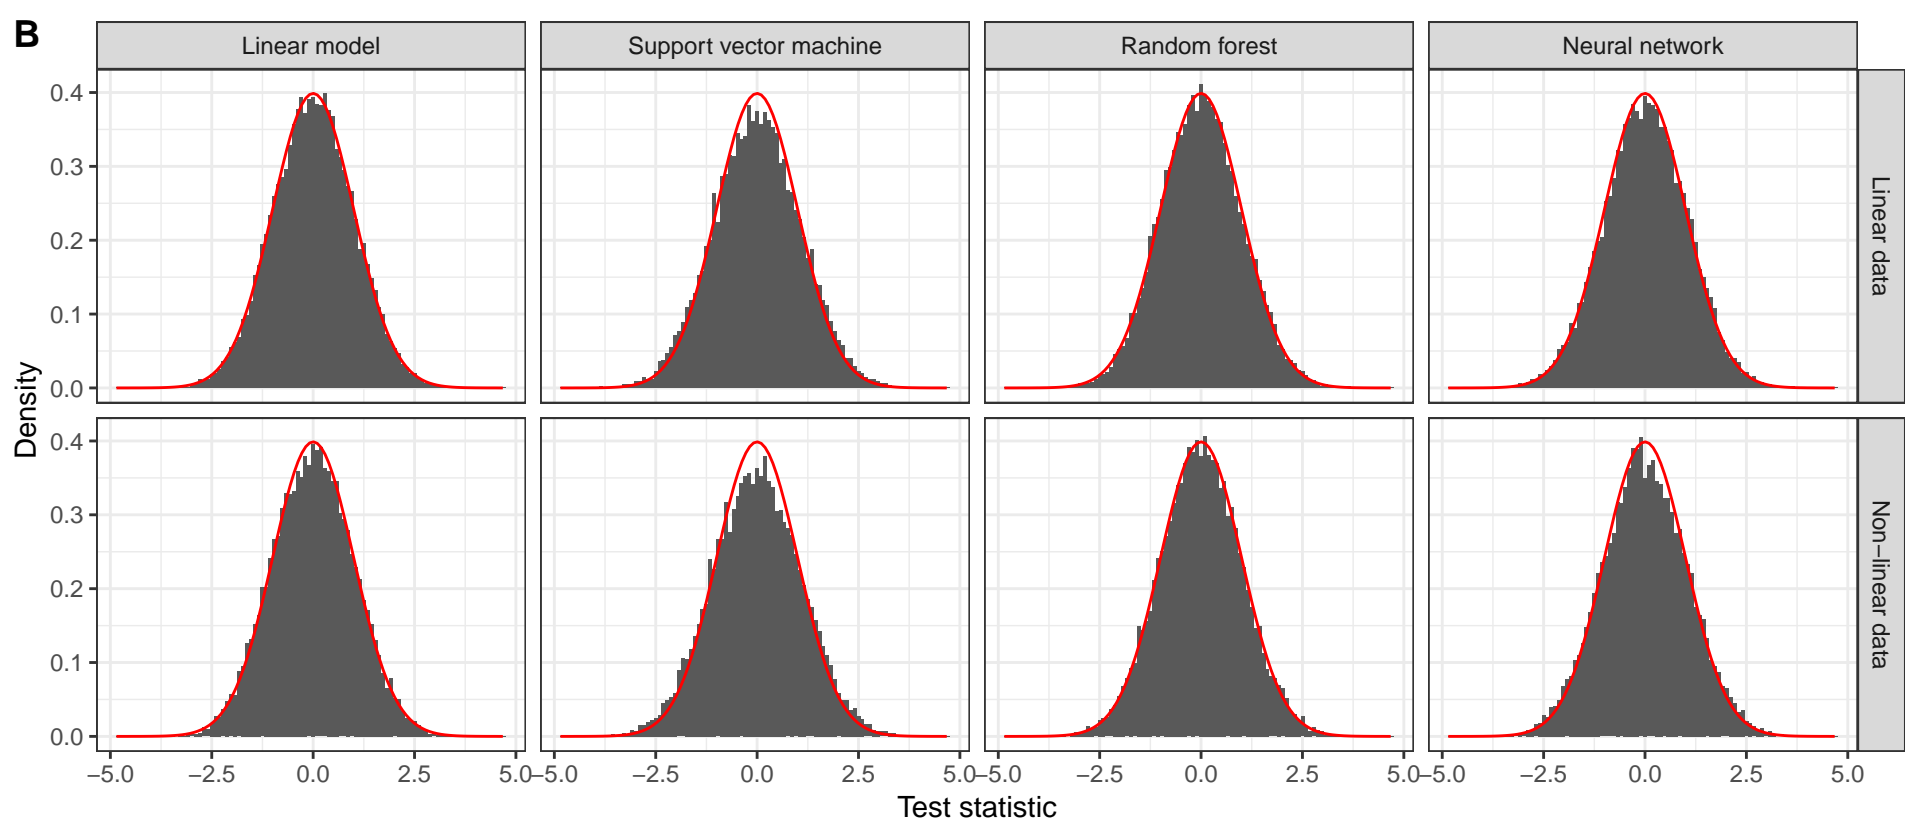 B
Linear model
Support vector machine
Random forest
Neural network
0.4
0.3
0.2
0.1
0.0
Linear data
0.4
0.3
0.2
0.1
0.0
Non−linear data
Density
−5.0 −2.5 0.0 2.5 5.0
−5.0 −2.5 0.0 2.5 5.0
−5.0 −2.5 0.0 2.5 5.0
−5.0 −2.5 0.0 2.5 5.0
Test statistic